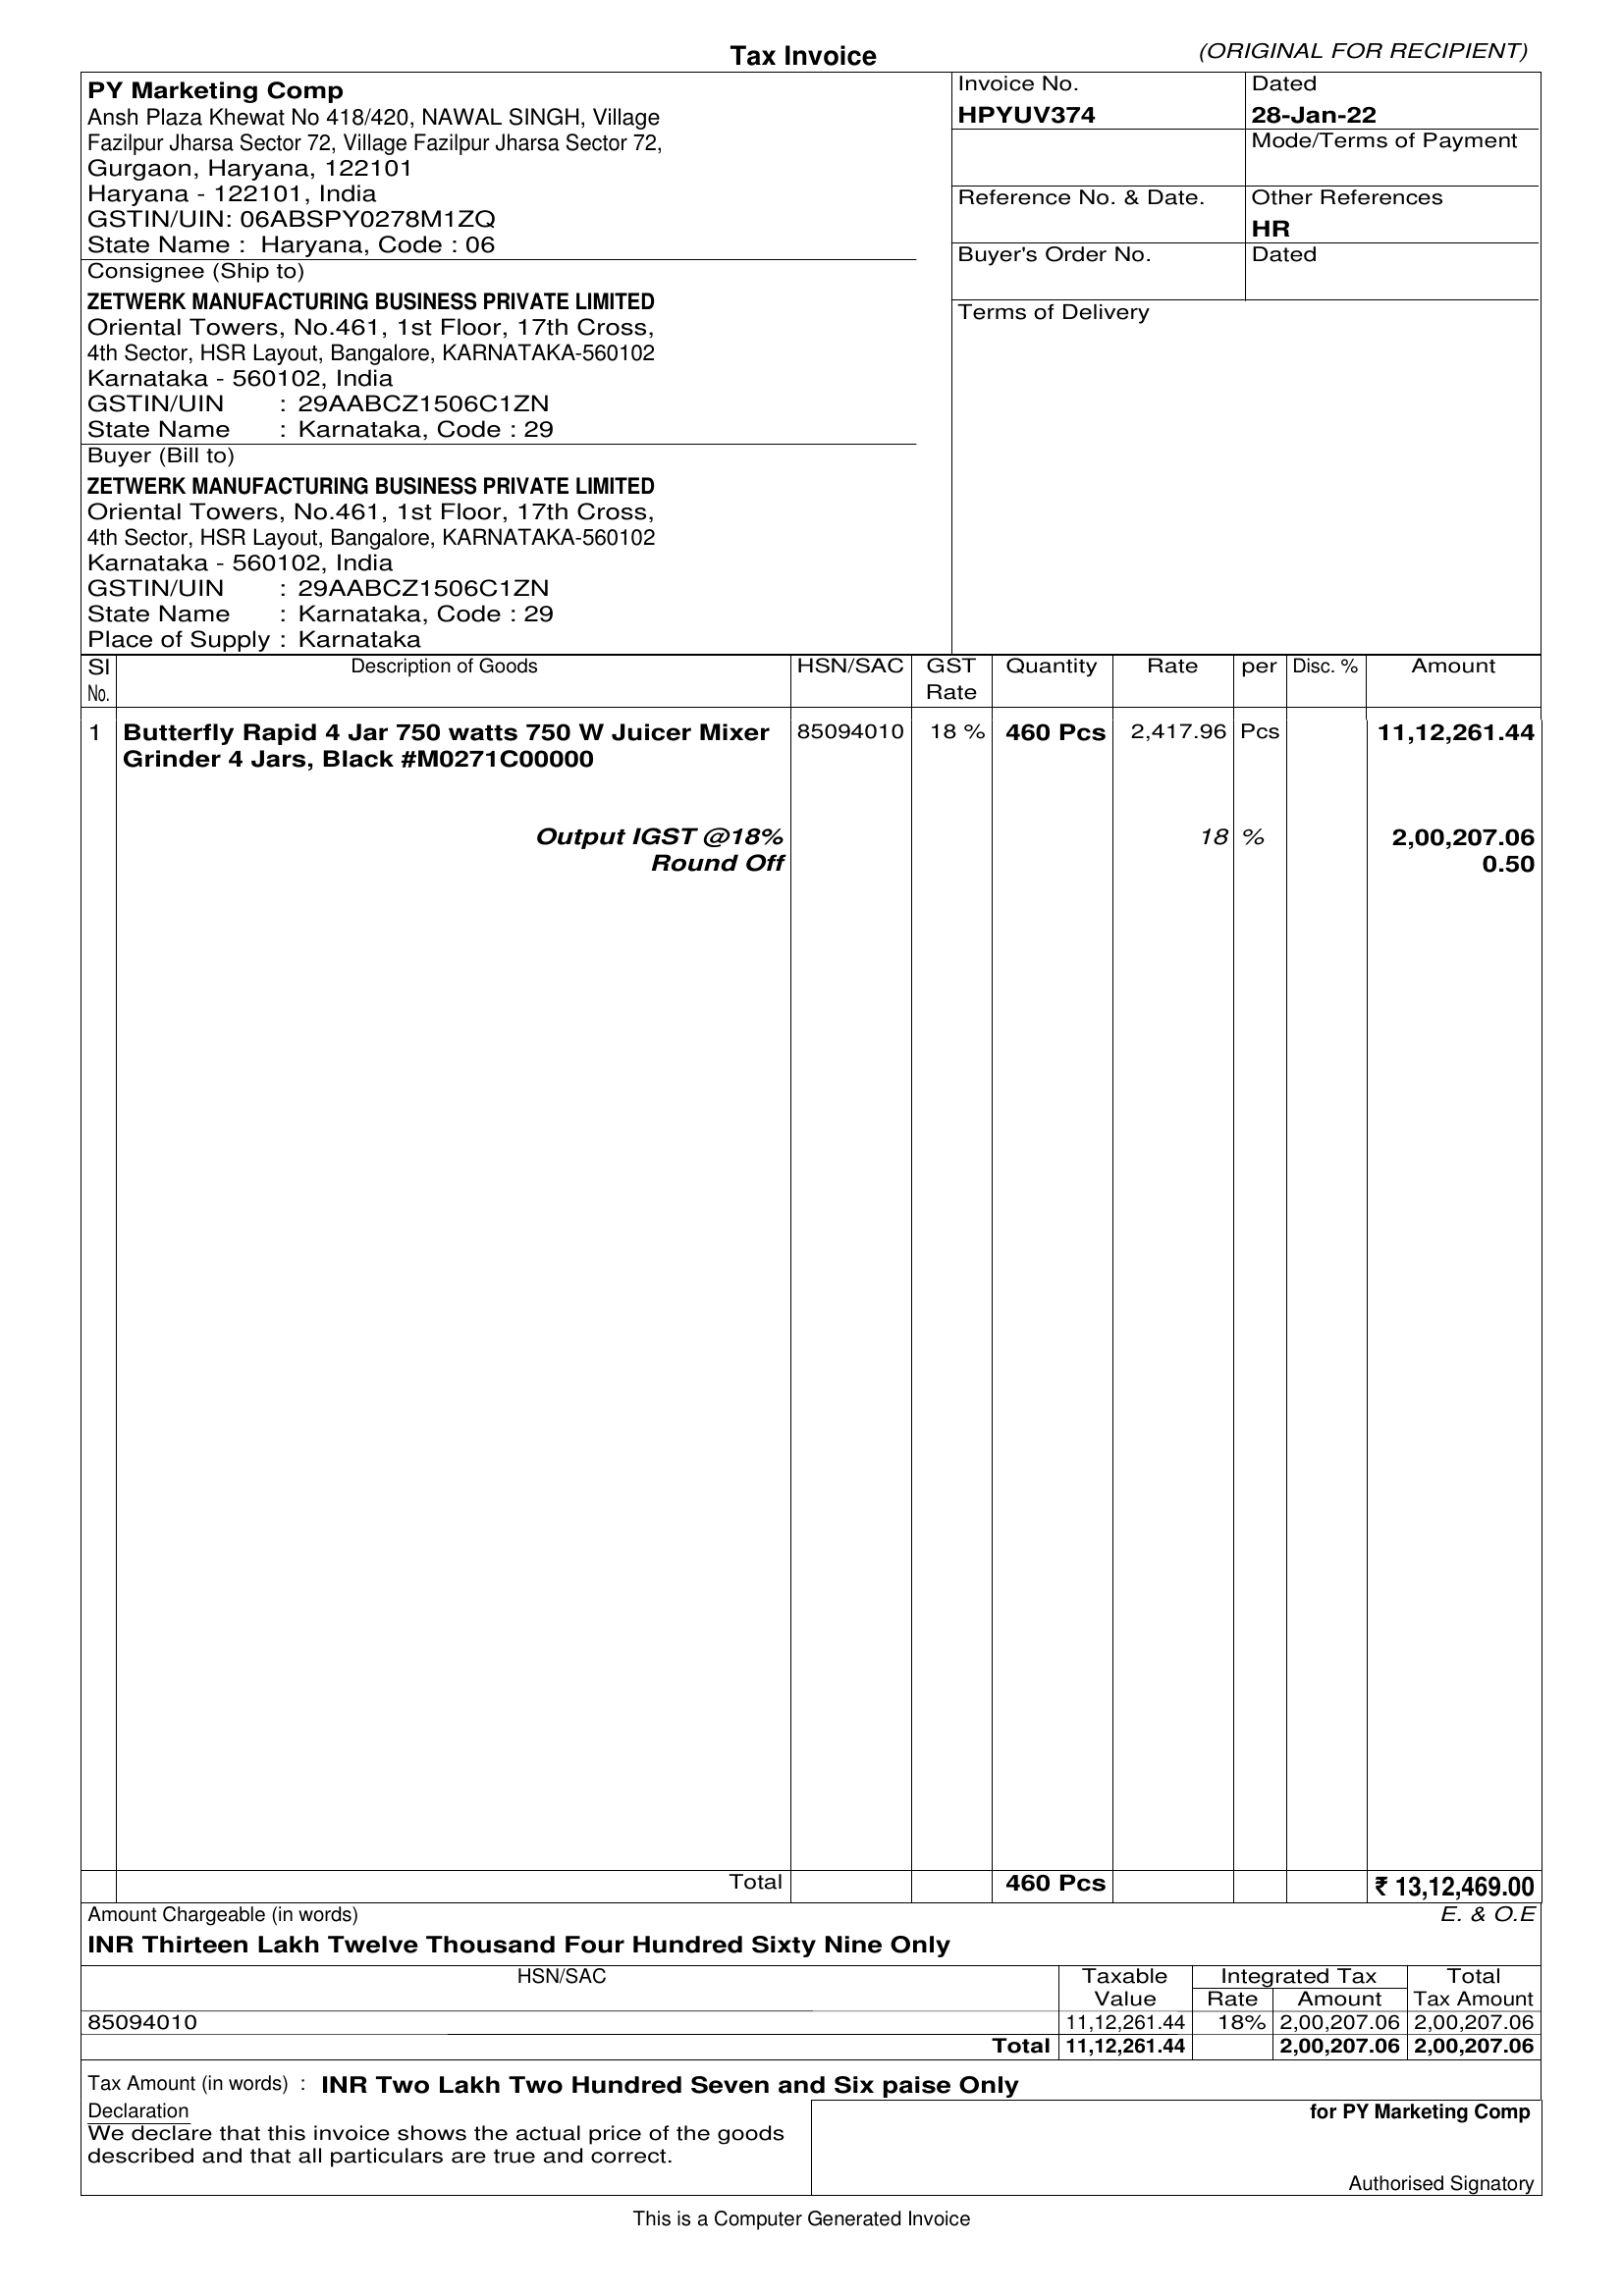 Tax Invoice
(ORIGINAL FOR RECIPIENT)
PY Marketing Comp
Ansh Plaza Khewat No 418/420, NAWAL SINGH, Village
Fazilpur Jharsa Sector 72, Village Fazilpur Jharsa Sector 72,
Gurgaon, Haryana, 122101
Haryana - 122101, India
GSTIN/UIN: 06ABSPY0278M1ZQ
State Name : Haryana, Code : 06
Invoice No.
HPYUV374
Dated
28-Jan-22
Mode/Terms of Payment
Reference No. & Date.
Other References
HR
Buyer's Order No.
Dated
Terms of Delivery
Consignee (Ship to)
ZETWERK MANUFACTURING BUSINESS PRIVATE LIMITED
Oriental Towers, No.461, 1st Floor, 17th Cross,
4th Sector, HSR Layout, Bangalore, KARNATAKA-560102
Karnataka - 560102, India
GSTIN/UIN : 29AABCZ1506C1ZN
State Name : Karnataka, Code : 29
Buyer (Bill to)
ZETWERK MANUFACTURING BUSINESS PRIVATE LIMITED
Oriental Towers, No.461, 1st Floor, 17th Cross,
4th Sector, HSR Layout, Bangalore, KARNATAKA-560102
Karnataka - 560102, India
GSTIN/UIN : 29AABCZ1506C1ZN
State Name : Karnataka, Code : 29
Place of Supply : Karnataka
Sl No. Description of Goods HSN/SAC GST Rate Quantity Rate per Disc. % Amount
1 Butterfly Rapid 4 Jar 750 watts 750 W Juicer Mixer 85094010 18 % 460 Pcs 2,417.96 Pcs 11,12,261.44
Grinder 4 Jars, Black #M0271C00000
Output IGST @18% 18 % 2,00,207.06
Round Off 0.50
Total 460 Pcs ₹ 13,12,469.00
Amount Chargeable (in words) E. & O.E
INR Thirteen Lakh Twelve Thousand Four Hundred Sixty Nine Only
HSN/SAC Taxable Value Integrated Tax Rate Amount Total Tax Amount
85094010 11,12,261.44 18% 2,00,207.06 2,00,207.06
Total 11,12,261.44 2,00,207.06 2,00,207.06
Tax Amount (in words) : INR Two Lakh Two Hundred Seven and Six paise Only
Declaration
We declare that this invoice shows the actual price of the goods
described and that all particulars are true and correct.
for PY Marketing Comp
Authorised Signatory
This is a Computer Generated Invoice